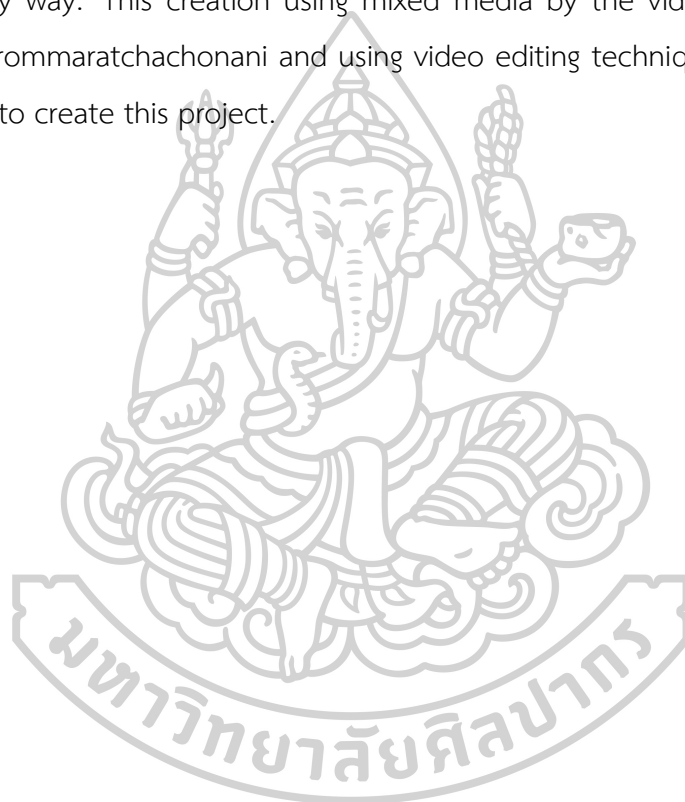 y way. This creation using mixed media by the vid
rommaratchachonani and using video editing techniq
to create this project.
มหาวิทยาลัยศิลปากร